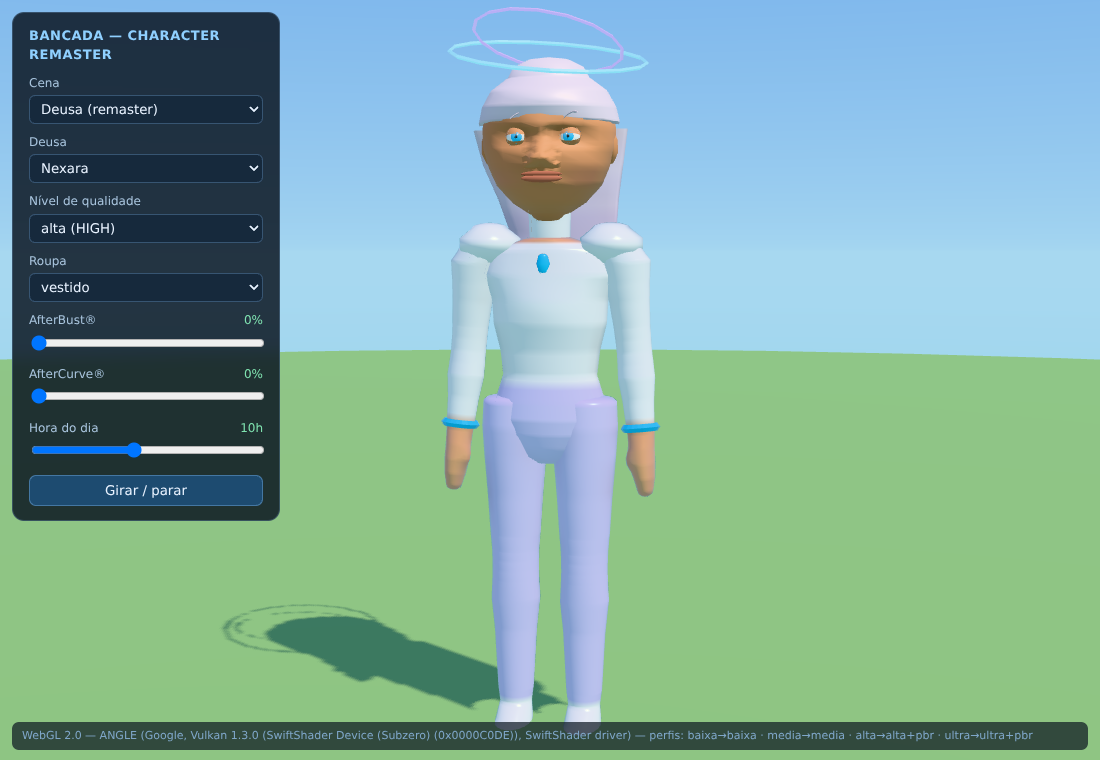 BANCADA — CHARACTER
REMASTER
Cena
Deusa (remaster)
Deusa
Nexara
Nível de qualidade
alta (HIGH)
Roupa
vestido
AfterBust® 0%
AfterCurve® 0%
Hora do dia 10h
Girar / parar
WebGL 2.0 — ANGLE (Google, Vulkan 1.3.0 (SwiftShader Device (Subzero) (0x0000C0DE)), SwiftShader driver) — perfis: baixa→baixa · media→media · alta→alta+pbr · ultra→ultra+pbr